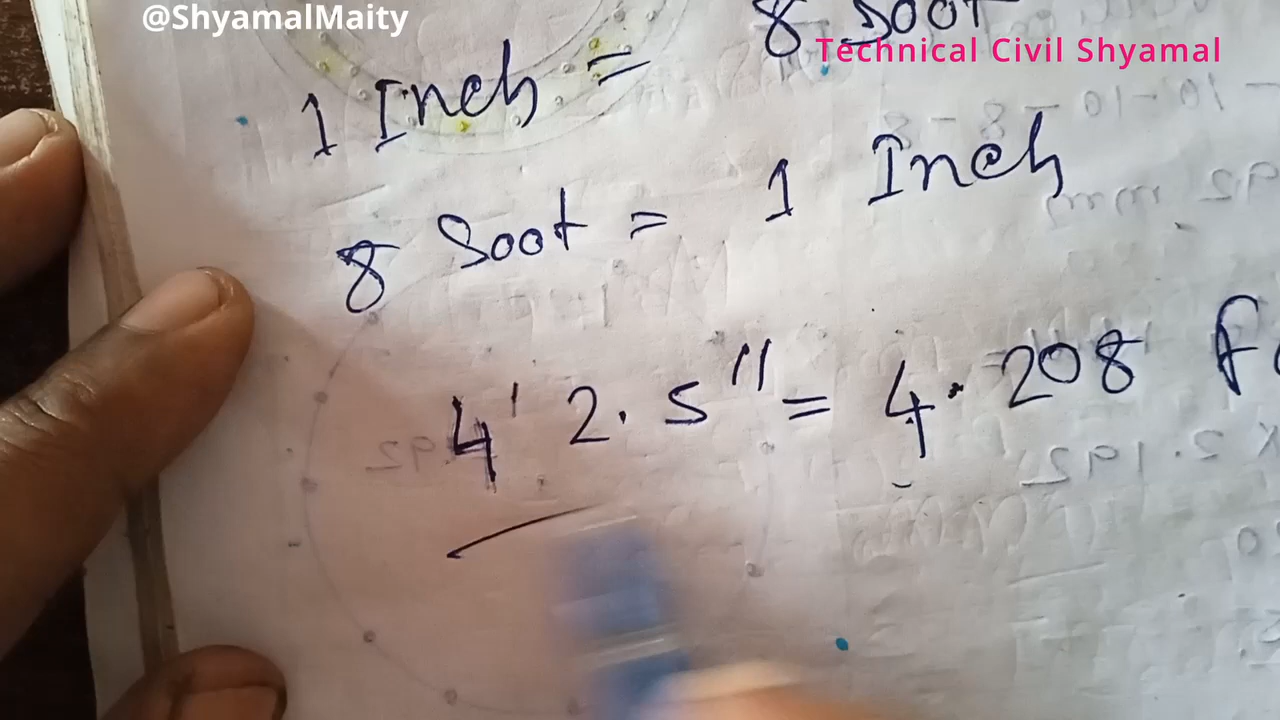 @ShyamalMaity
8 Soot
Technical Civil Shyamal
1 Inch =
8 Soot = 1 Inch
4' 2.5" = 4.208